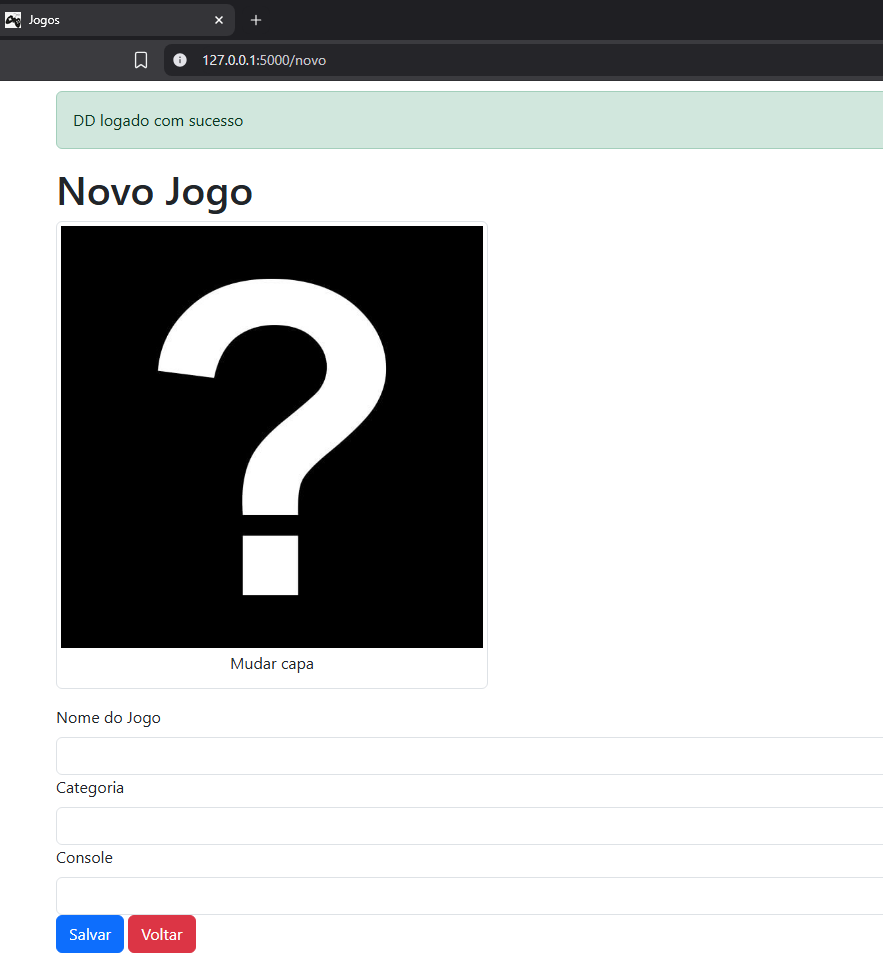 Jogos
127.0.0.1:5000/novo
DD logado com sucesso
Novo Jogo
?
Mudar capa
Nome do Jogo
Categoria
Console
Salvar Voltar